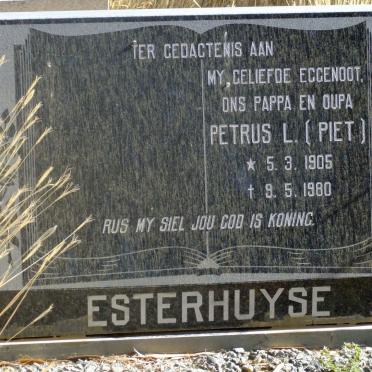 TER GEDAGTENIS AAN
MY GELIEFDE EGGENOOT,
ONS PAPPA EN OUPA
PETRUS L. (PIET)
* 5.3.1905
† 9.5.1980
RUS MY SIEL JOU GOD IS KONING.
ESTERHUYSE